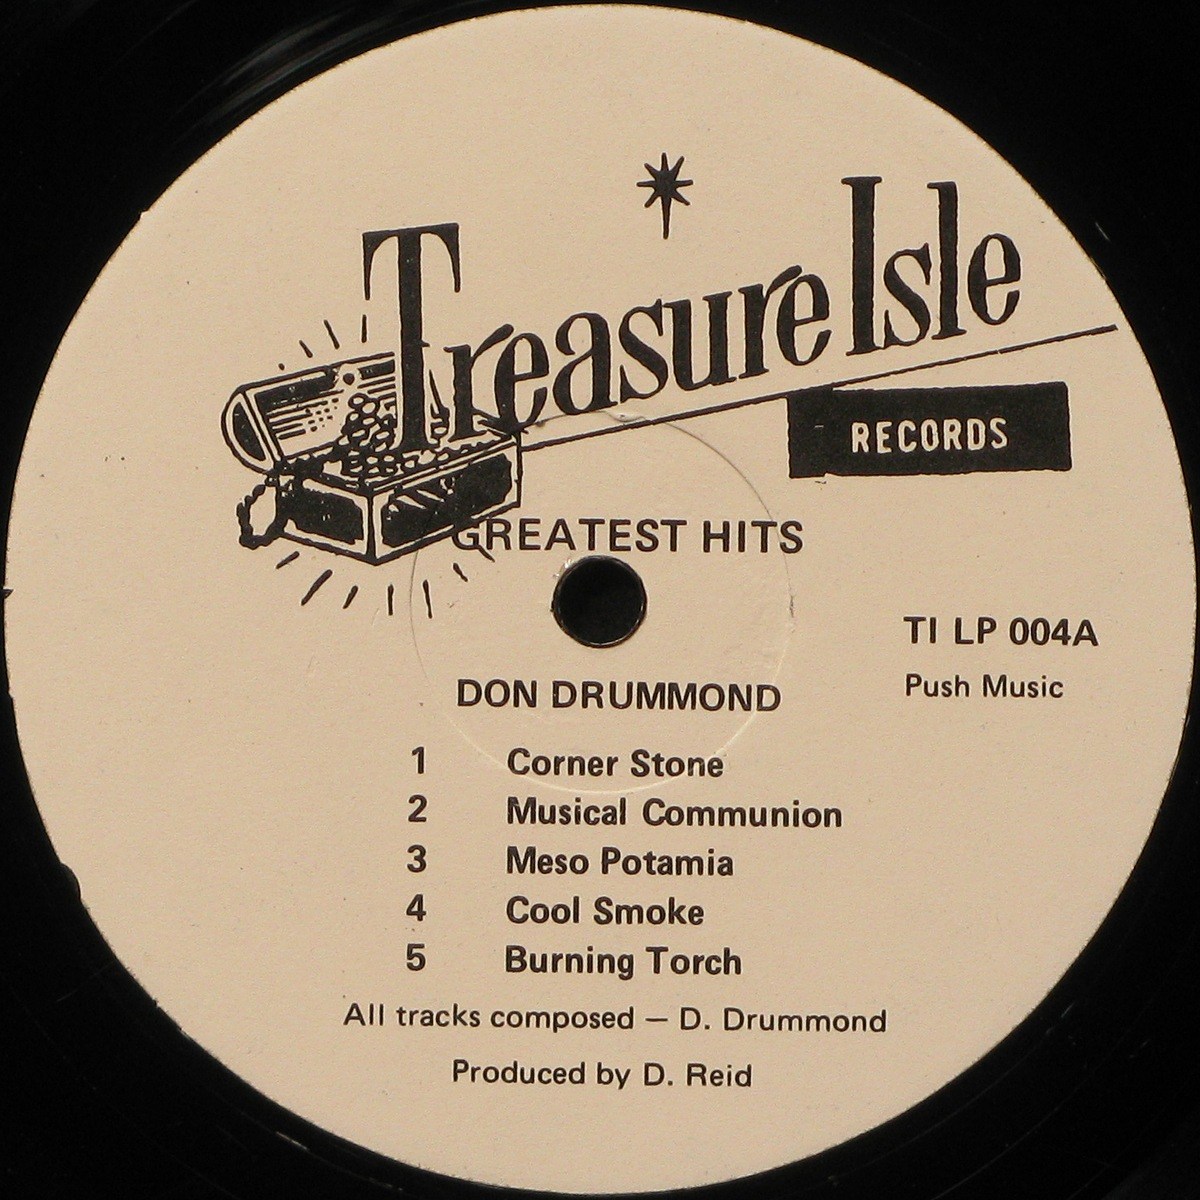 Treasure Isle
RECORDS
GREATEST HITS
TI LP 004A
Push Music
DON DRUMMOND
1 Corner Stone
2 Musical Communion
3 Meso Potamia
4 Cool Smoke
5 Burning Torch
All tracks composed — D. Drummond
Produced by D. Reid